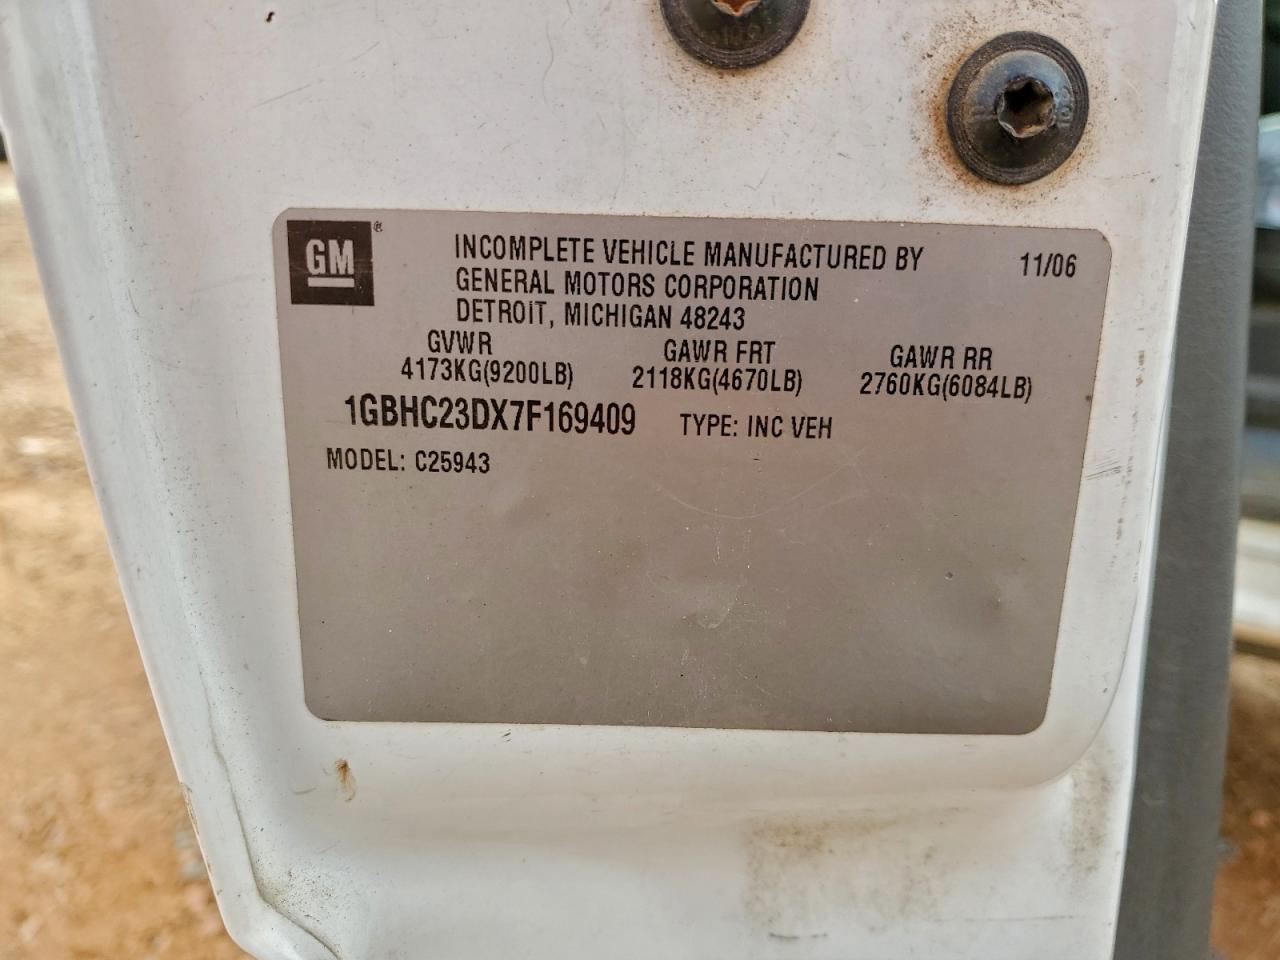 GM®
INCOMPLETE VEHICLE MANUFACTURED BY 11/06
GENERAL MOTORS CORPORATION
DETROIT, MICHIGAN 48243
GVWR GAWR FRT GAWR RR
4173KG(9200LB) 2118KG(4670LB) 2760KG(6084LB)
1GBHC23DX7F169409 TYPE: INC VEH
MODEL: C25943